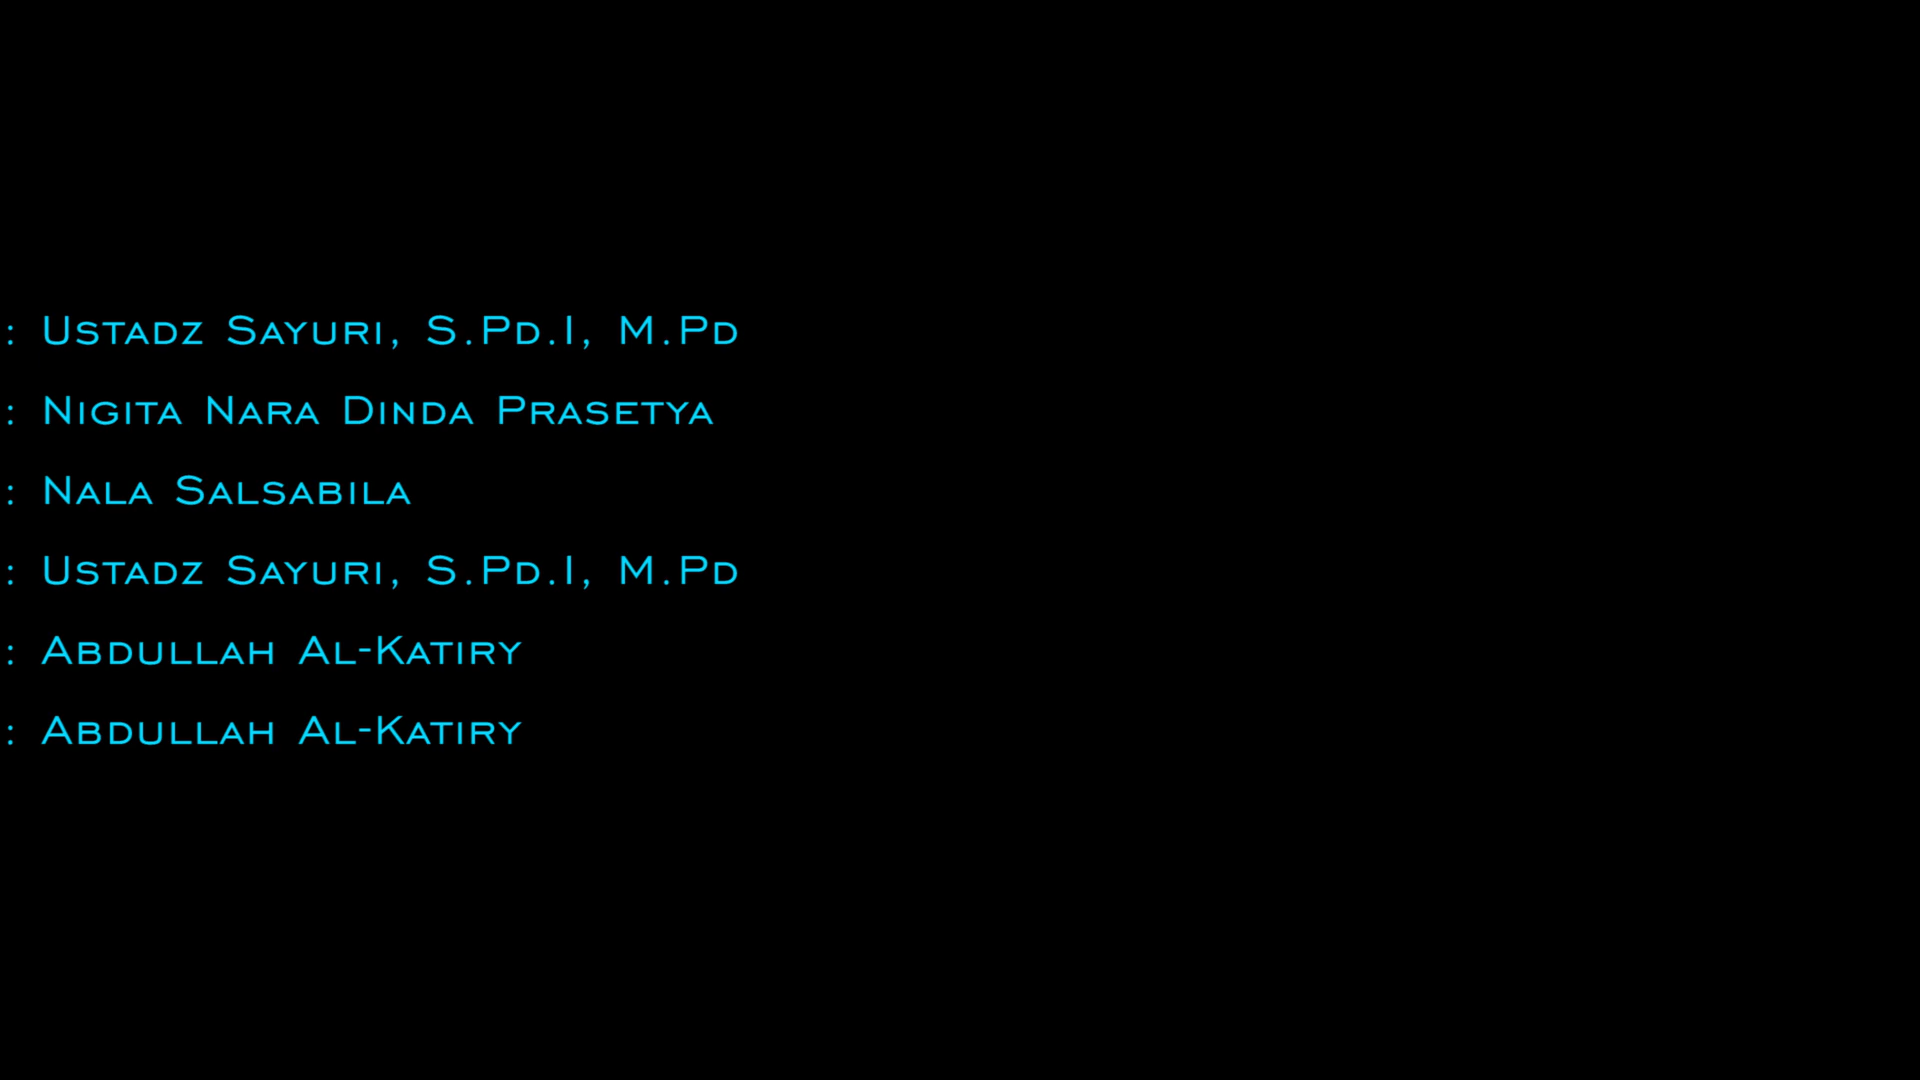 : Ustadz Sayuri, S.Pd.I, M.Pd
: Nigita Nara Dinda Prasetya
: Nala Salsabila
: Ustadz Sayuri, S.Pd.I, M.Pd
: Abdullah Al-Katiry
: Abdullah Al-Katiry